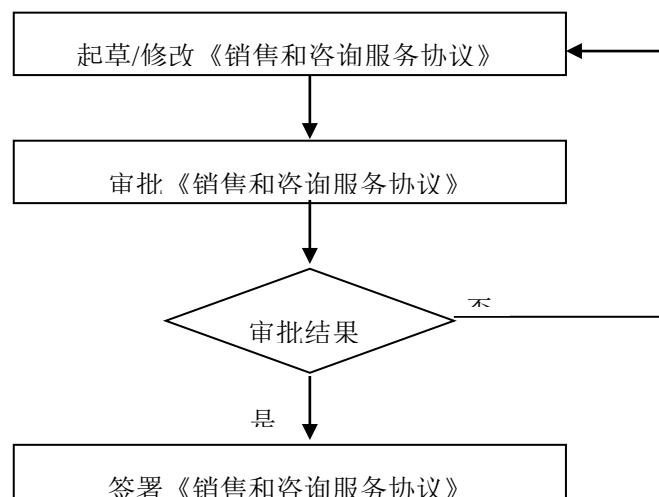 起草/修改《销售和咨询服务协议》
审批《销售和咨询服务协议》
审批结果
否
是
签署《销售和咨询服务协议》